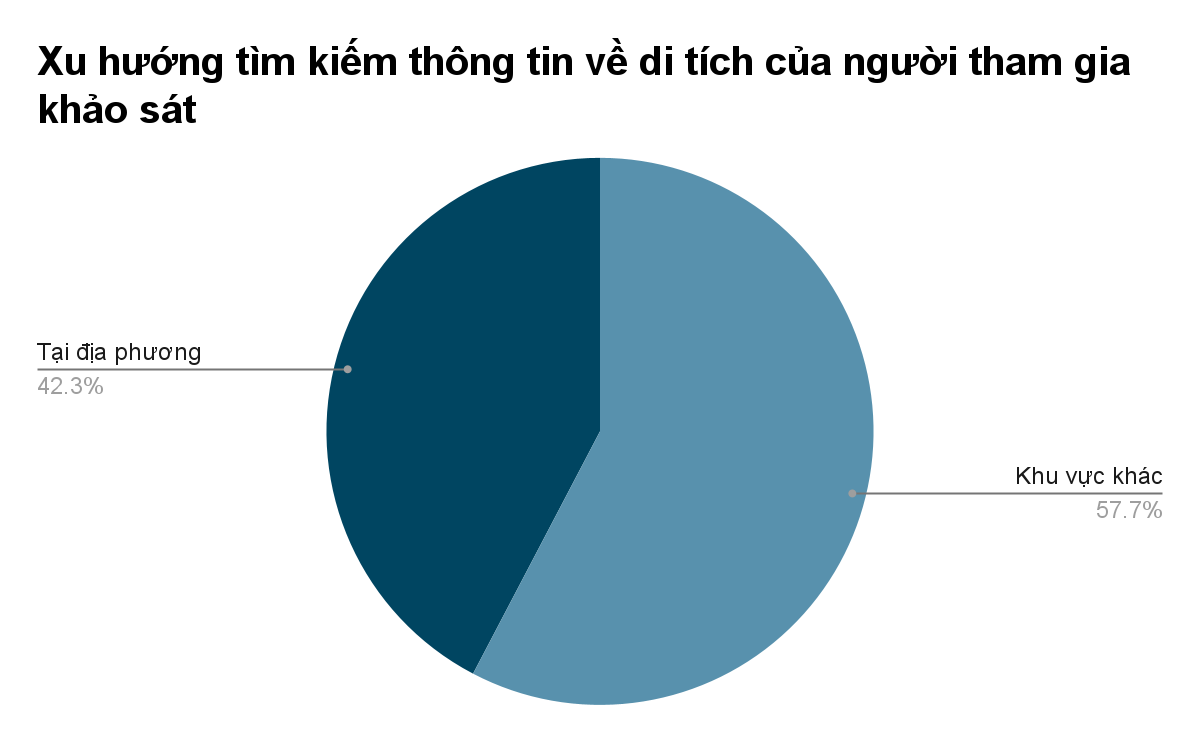 Xu hướng tìm kiếm thông tin về di tích của người tham gia
khảo sát
Tại địa phương
42.3%
Khu vực khác
57.7%